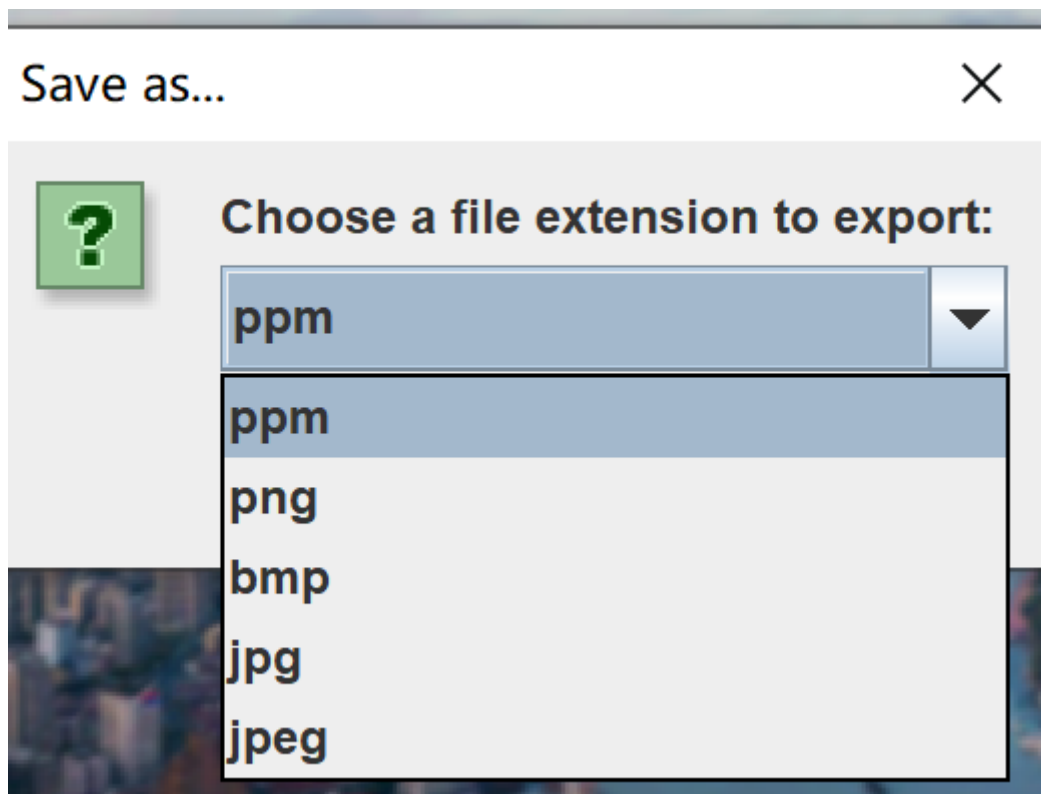 Save as...
?
Choose a file extension to export:
ppm
ppm
png
bmp
jpg
jpeg